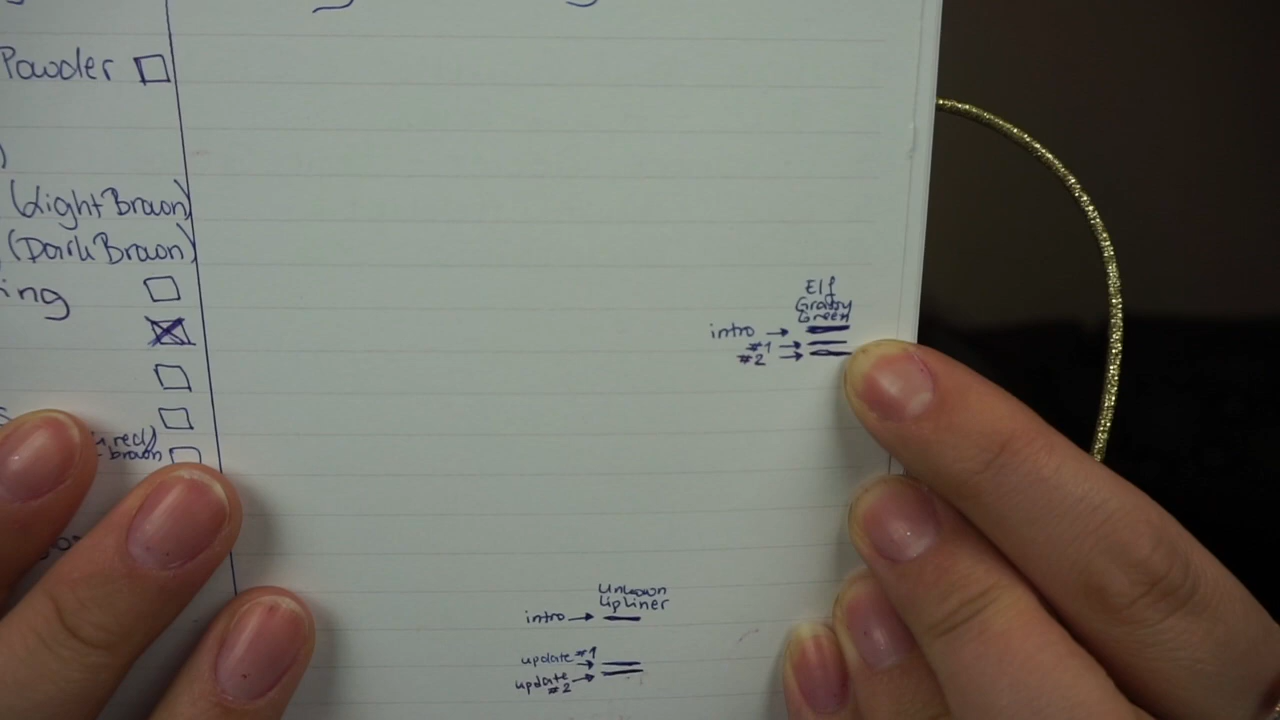 Powder
(Light Brown)
(Dark Brown)
ing
red)
brown
Elf
Grassy
Green
intro →
#1 →
#2 →
Unknown
Lipliner
intro →
update #1 →
update →
#2